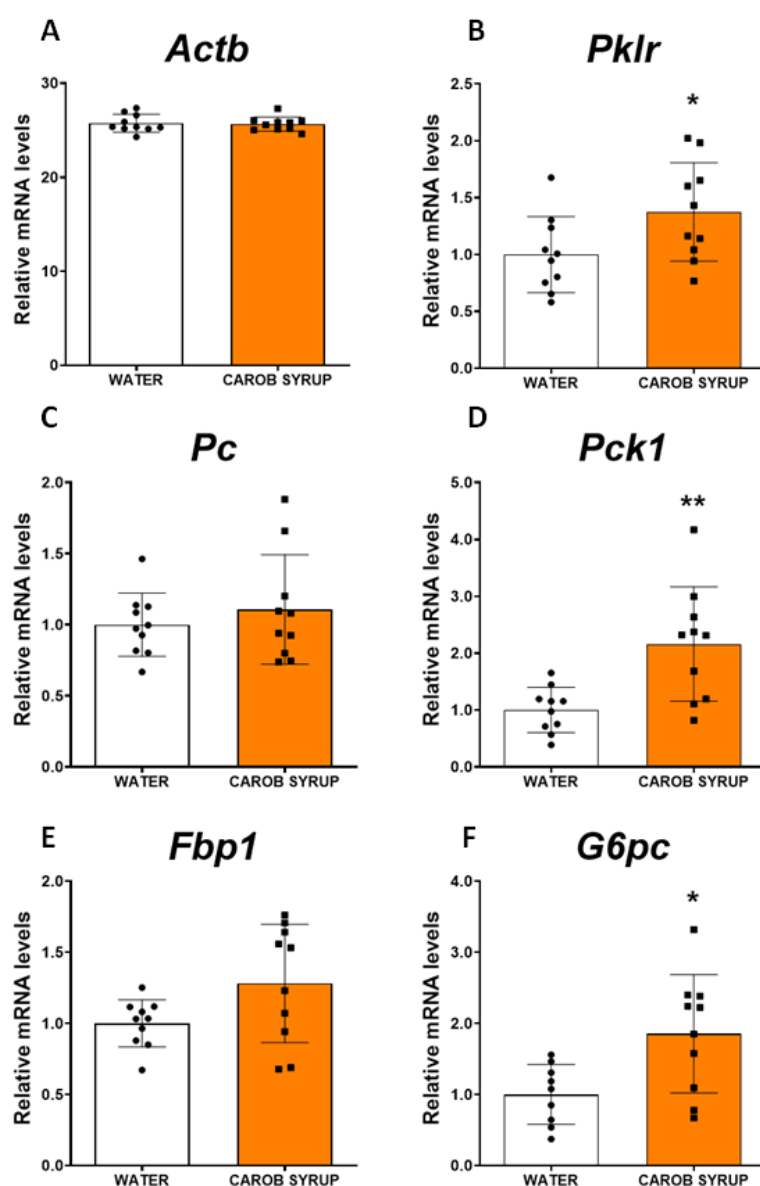 A
Actb
Relative mRNA levels
30
20
10
0
WATER CAROB SYRUP
B
Pklr
*
Relative mRNA levels
2.5
2.0
1.5
1.0
0.5
0.0
WATER CAROB SYRUP
C
Pc
Relative mRNA levels
2.0
1.5
1.0
0.5
0.0
WATER CAROB SYRUP
D
Pck1
**
Relative mRNA levels
5.0
4.0
3.0
2.0
1.0
0.0
WATER CAROB SYRUP
E
Fbp1
Relative mRNA levels
2.0
1.5
1.0
0.5
0.0
WATER CAROB SYRUP
F
G6pc
*
Relative mRNA levels
4.0
3.0
2.0
1.0
0.0
WATER CAROB SYRUP